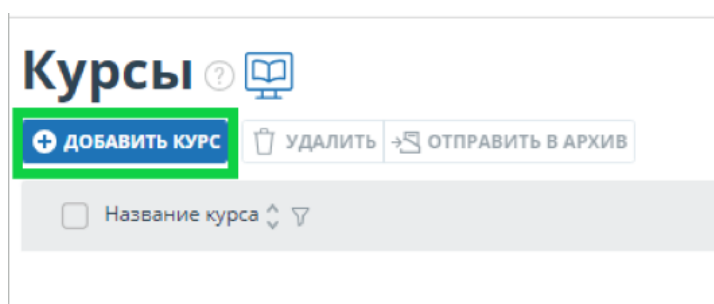 Курсы ?
ДОБАВИТЬ КУРС УДАЛИТЬ ОТПРАВИТЬ В АРХИВ
Название курса